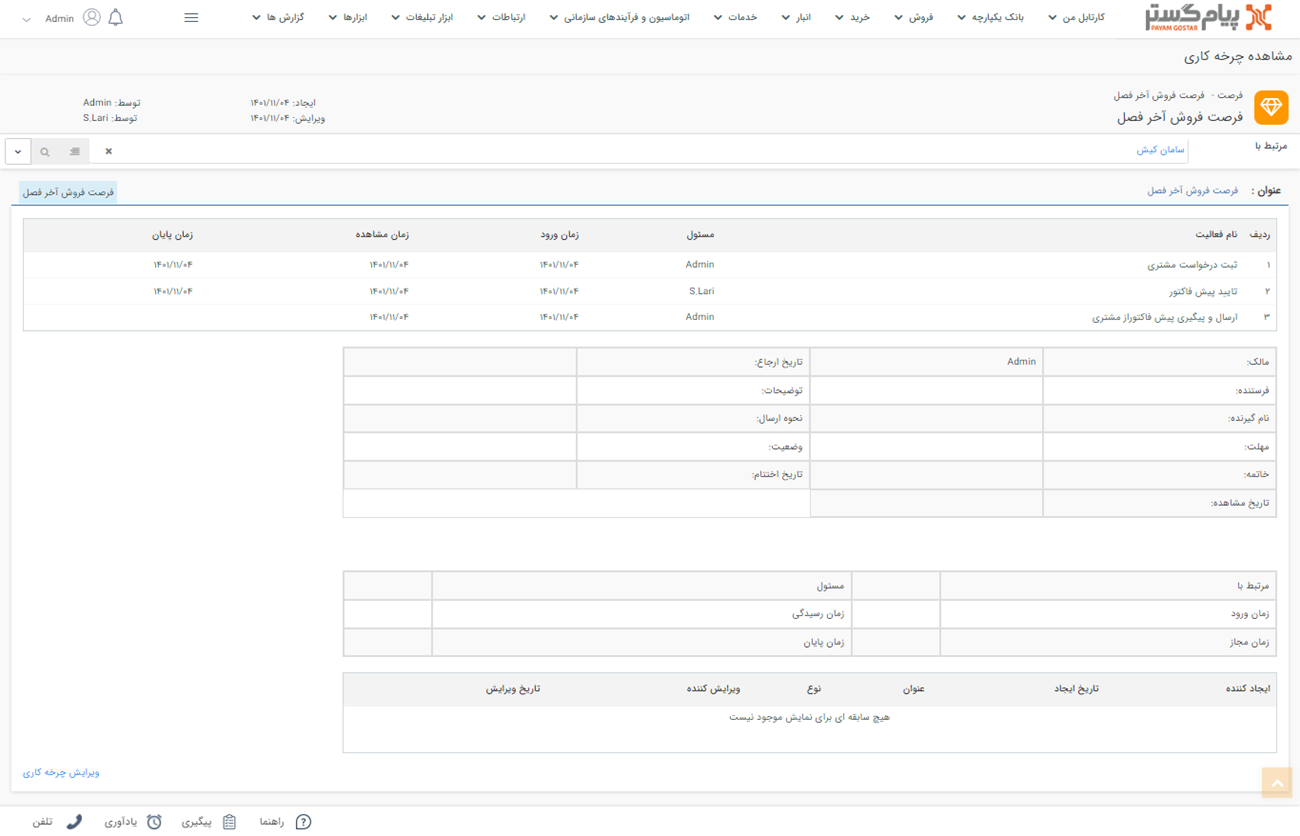 پیام گستر
PAYAM GOSTAR
کارتابل من
بانک یکپارچه
فروش
خرید
انبار
خدمات
اتوماسیون و فرآیندهای سازمانی
ارتباطات
ابزار تبلیغات
ابزارها
گزارش ها
Admin
مشاهده چرخه کاری
فرصت - فرصت فروش آخر فصل
فرصت فروش آخر فصل
ایجاد: ۱۴۰۱/۱۱/۰۴ توسط: Admin
ویرایش: ۱۴۰۱/۱۱/۰۴ توسط: S.Lari
مرتبط با سامان کیش
عنوان : فرصت فروش آخر فصل
فرصت فروش آخر فصل
ردیف نام فعالیت مسئول زمان ورود زمان مشاهده زمان پایان
۱ ثبت درخواست مشتری Admin ۱۴۰۱/۱۱/۰۴ ۱۴۰۱/۱۱/۰۴ ۱۴۰۱/۱۱/۰۴
۲ تایید پیش فاکتور S.Lari ۱۴۰۱/۱۱/۰۴ ۱۴۰۱/۱۱/۰۴ ۱۴۰۱/۱۱/۰۴
۳ ارسال و پیگیری پیش فاکتوراز مشتری Admin ۱۴۰۱/۱۱/۰۴ ۱۴۰۱/۱۱/۰۴
مالک: Admin تاریخ ارجاع:
فرستنده: توضیحات:
نام گیرنده: نحوه ارسال:
مهلت: وضعیت:
خاتمه: تاریخ اختتام:
تاریخ مشاهده:
مرتبط با مسئول
زمان ورود زمان رسیدگی
زمان مجاز زمان پایان
ایجاد کننده تاریخ ایجاد عنوان نوع ویرایش کننده تاریخ ویرایش
هیچ سابقه ای برای نمایش موجود نیست
ویرایش چرخه کاری
راهنما
پیگیری
یادآوری
تلفن